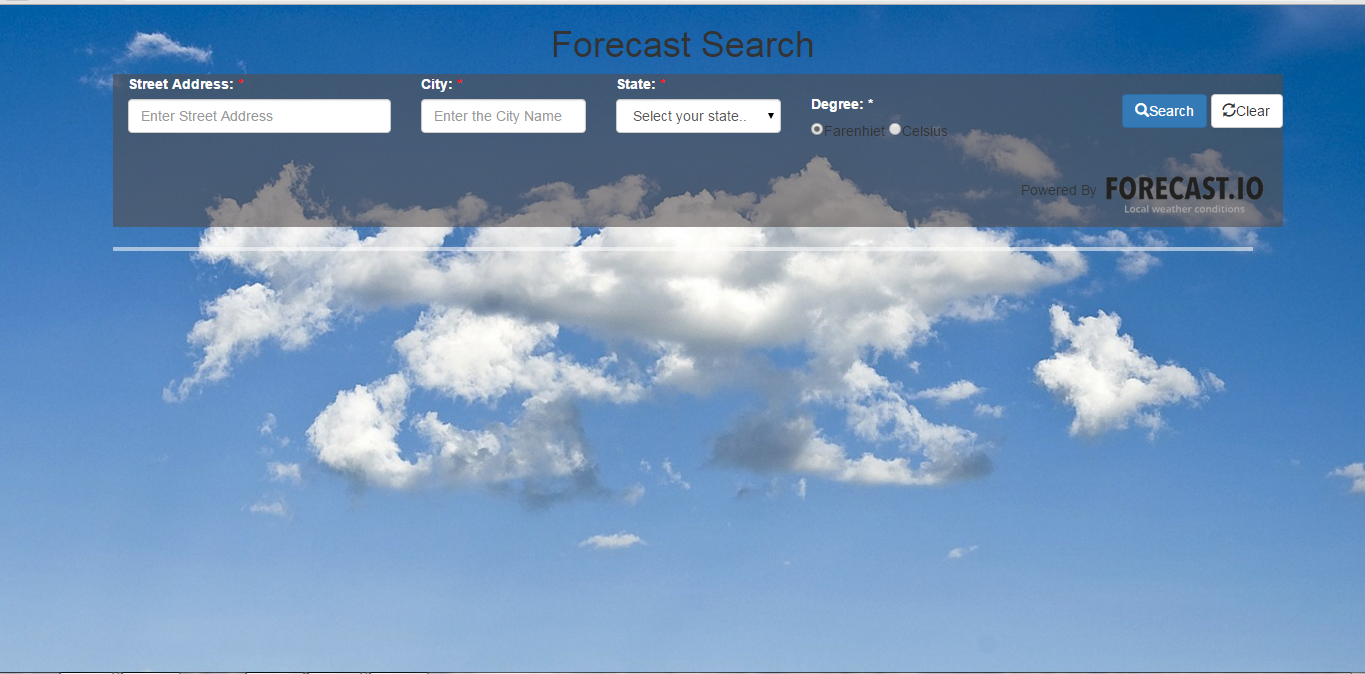 Forecast Search
Street Address: * City: * State: *
Enter Street Address Enter the City Name Select your state..
Degree: *
Farenhiet Celsius
Search Clear
Powered By FORECAST.IO
Local weather conditions